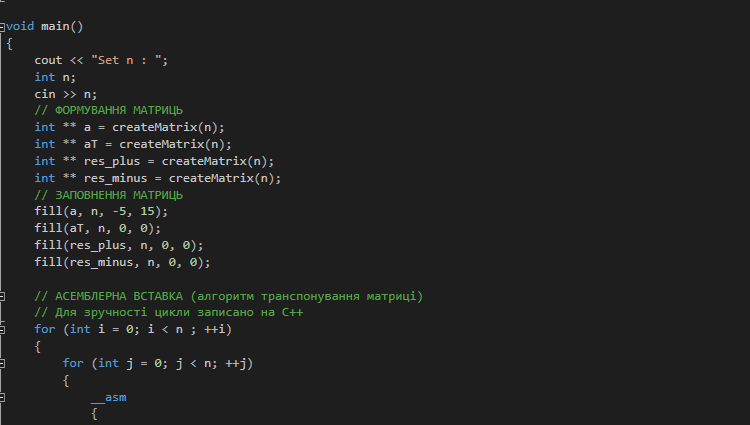 void main()
{
cout << "Set n : ";
int n;
cin >> n;
// ФОРМУВАННЯ МАТРИЦЬ
int ** a = createMatrix(n);
int ** aT = createMatrix(n);
int ** res_plus = createMatrix(n);
int ** res_minus = createMatrix(n);
// ЗАПОВНЕННЯ МАТРИЦЬ
fill(a, n, -5, 15);
fill(aT, n, 0, 0);
fill(res_plus, n, 0, 0);
fill(res_minus, n, 0, 0);
// АСЕМБЛЕРНА ВСТАВКА (алгоритм транспонування матриці)
// Для зручності цикли записано на C++
for (int i = 0; i < n ; ++i)
{
for (int j = 0; j < n; ++j)
{
__asm
{